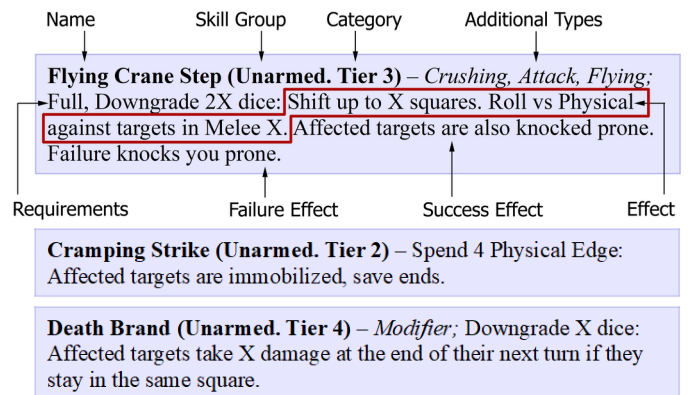 Name Skill Group Category Additional Types
Flying Crane Step (Unarmed. Tier 3) – Crushing, Attack, Flying;
Full, Downgrade 2X dice: Shift up to X squares. Roll vs Physical
against targets in Melee X. Affected targets are also knocked prone.
Failure knocks you prone.
Requirements Failure Effect Success Effect Effect
Cramping Strike (Unarmed. Tier 2) – Spend 4 Physical Edge:
Affected targets are immobilized, save ends.
Death Brand (Unarmed. Tier 4) – Modifier; Downgrade X dice:
Affected targets take X damage at the end of their next turn if they
stay in the same square.